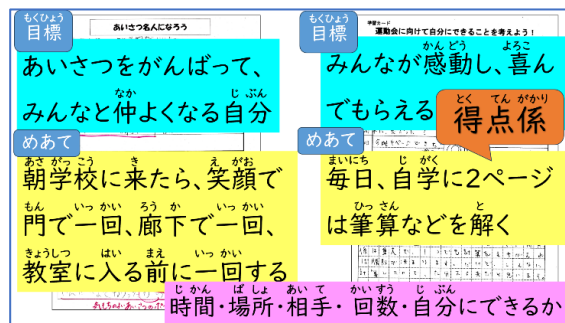 あいさつ名人になろう
目標
あいさつをがんばって、
みんなと仲よくなる自分
めあて
朝学校に来たら、笑顔で
門で一回、廊下で一回、
教室に入る前に一回する
学習カード
運動会に向けて自分にできることを考えよう!
目標
みんなが感動し、喜ん
でもらえる
得点係
めあて
毎日、自学に2ページ
は筆算などを解く
時間・場所・相手・回数・自分にできるか